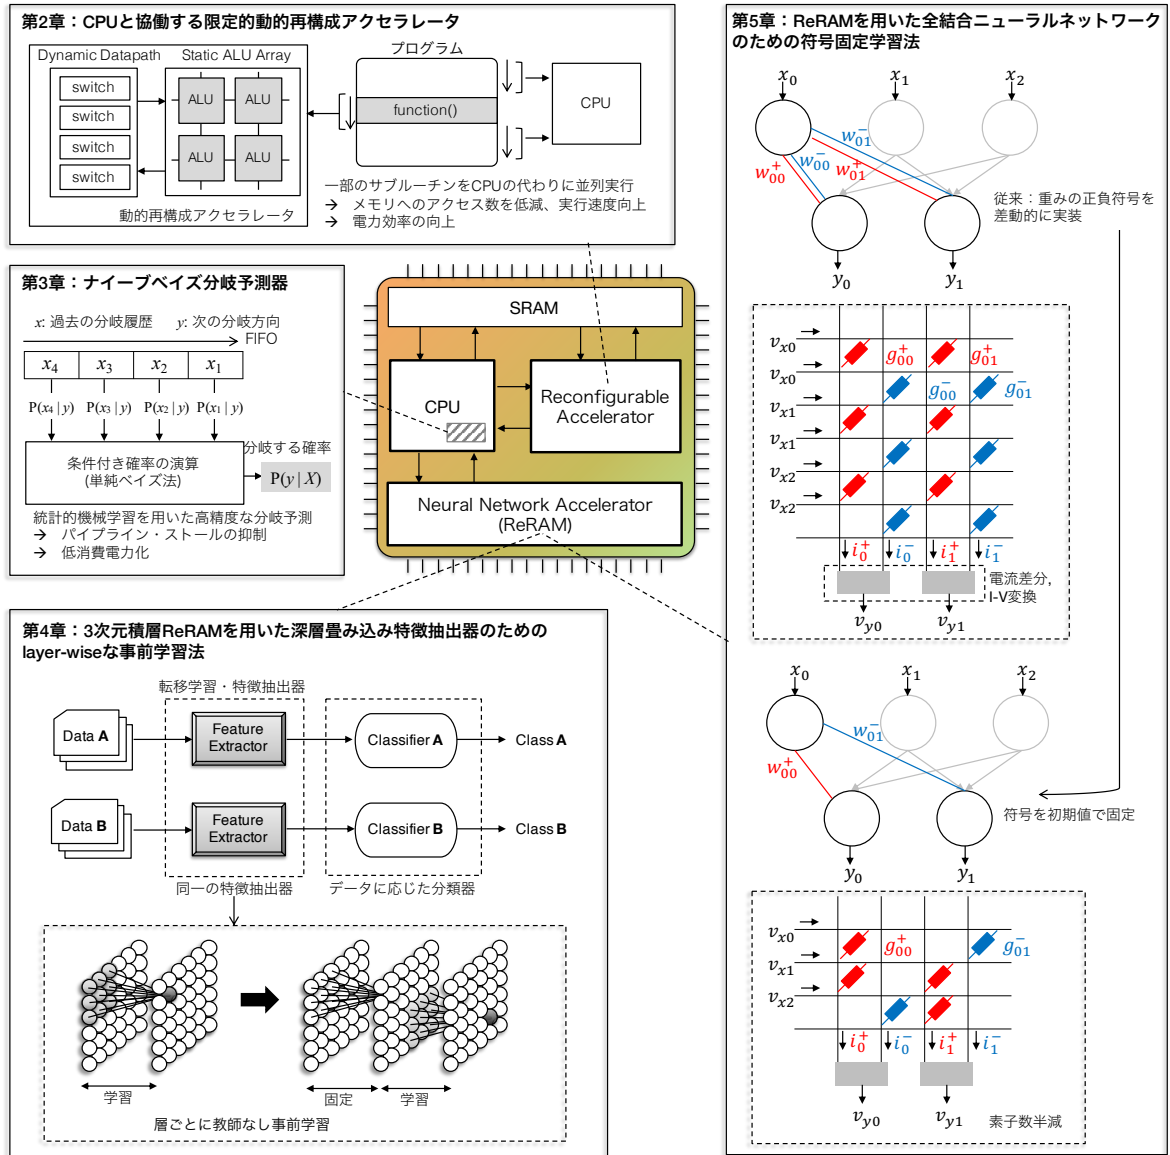 第2章：CPUと協働する限定的動的再構成アクセラレータ
Dynamic Datapath
Static ALU Array
switch
switch
switch
switch
ALU
ALU
ALU
ALU
動的再構成アクセラレータ
プログラム
function()
CPU
一部のサブルーチンをCPUの代わりに並列実行
→ メモリへのアクセス数を低減、実行速度向上
→ 電力効率の向上
第3章：ナイーブベイズ分岐予測器
x: 過去の分岐履歴
y: 次の分岐方向
FIFO
x4 x3 x2 x1
P(x4 | y) P(x3 | y) P(x2 | y) P(x1 | y)
条件付き確率の演算
(単純ベイズ法)
分岐する確率
P(y | X)
統計的機械学習を用いた高精度な分岐予測
→ パイプライン・ストールの抑制
→ 低消費電力化
SRAM
CPU
Reconfigurable
Accelerator
Neural Network Accelerator
(ReRAM)
第4章：3次元積層ReRAMを用いた深層畳み込み特徴抽出器のための
layer-wiseな事前学習法
転移学習・特徴抽出器
Data A
Feature
Extractor
Classifier A
Class A
Data B
Feature
Extractor
Classifier B
Class B
同一の特徴抽出器
データに応じた分類器
学習
固定
学習
層ごとに教師なし事前学習
第5章：ReRAMを用いた全結合ニューラルネットワーク
のための符号固定学習法
x0 x1 x2
w00+ w00− w01+ w01−
従来：重みの正負符号を
差動的に実装
y0 y1
vx0
g00+ g01+
vx0
g00− g01−
vx1
vx1
vx2
vx2
i0+ i0− i1+ i1−
電流差分,
I-V変換
vy0 vy1
x0 x1 x2
w01−
w00+
符号を初期値で固定
y0 y1
vx0
g00+ g01−
vx1
vx2
i0+ i0− i1+ i1−
vy0 vy1
素子数半減